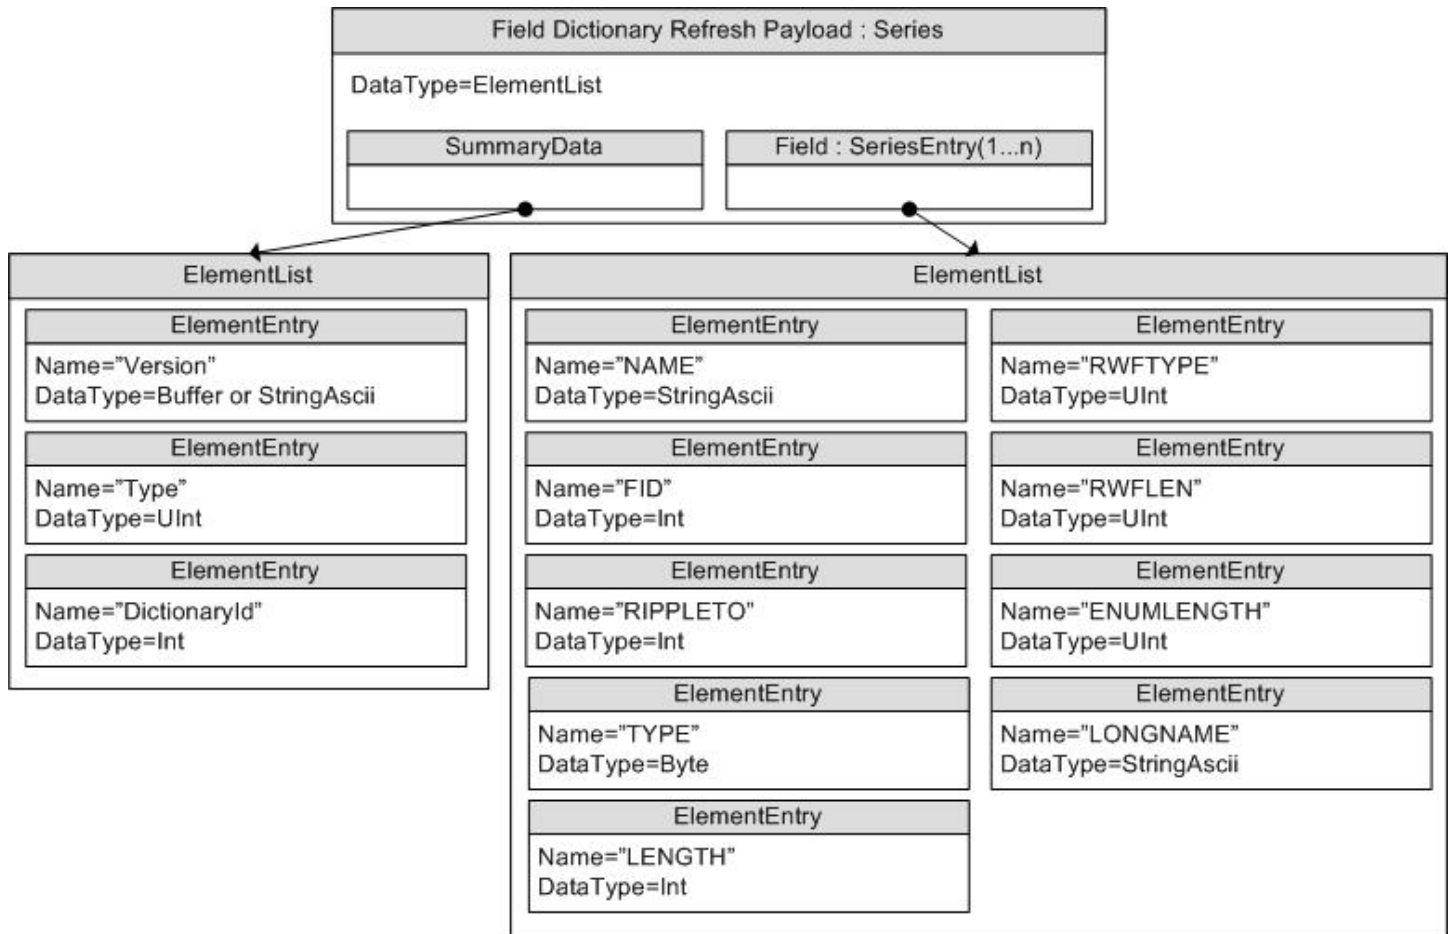 Field Dictionary Refresh Payload : Series
DataType=ElementList
SummaryData
Field : SeriesEntry(1...n)
ElementList
ElementEntry
Name=”Version”
DataType=Buffer or StringAscii
ElementEntry
Name=”Type”
DataType=UInt
ElementEntry
Name=”DictionaryId”
DataType=Int
ElementList
ElementEntry
Name=”NAME”
DataType=StringAscii
ElementEntry
Name=”FID”
DataType=Int
ElementEntry
Name=”RIPPLETO”
DataType=Int
ElementEntry
Name=”TYPE”
DataType=Byte
ElementEntry
Name=”LENGTH”
DataType=Int
ElementEntry
Name=”RWFTYPE”
DataType=UInt
ElementEntry
Name=”RWFLEN”
DataType=UInt
ElementEntry
Name=”ENUMLENGTH”
DataType=UInt
ElementEntry
Name=”LONGNAME”
DataType=StringAscii